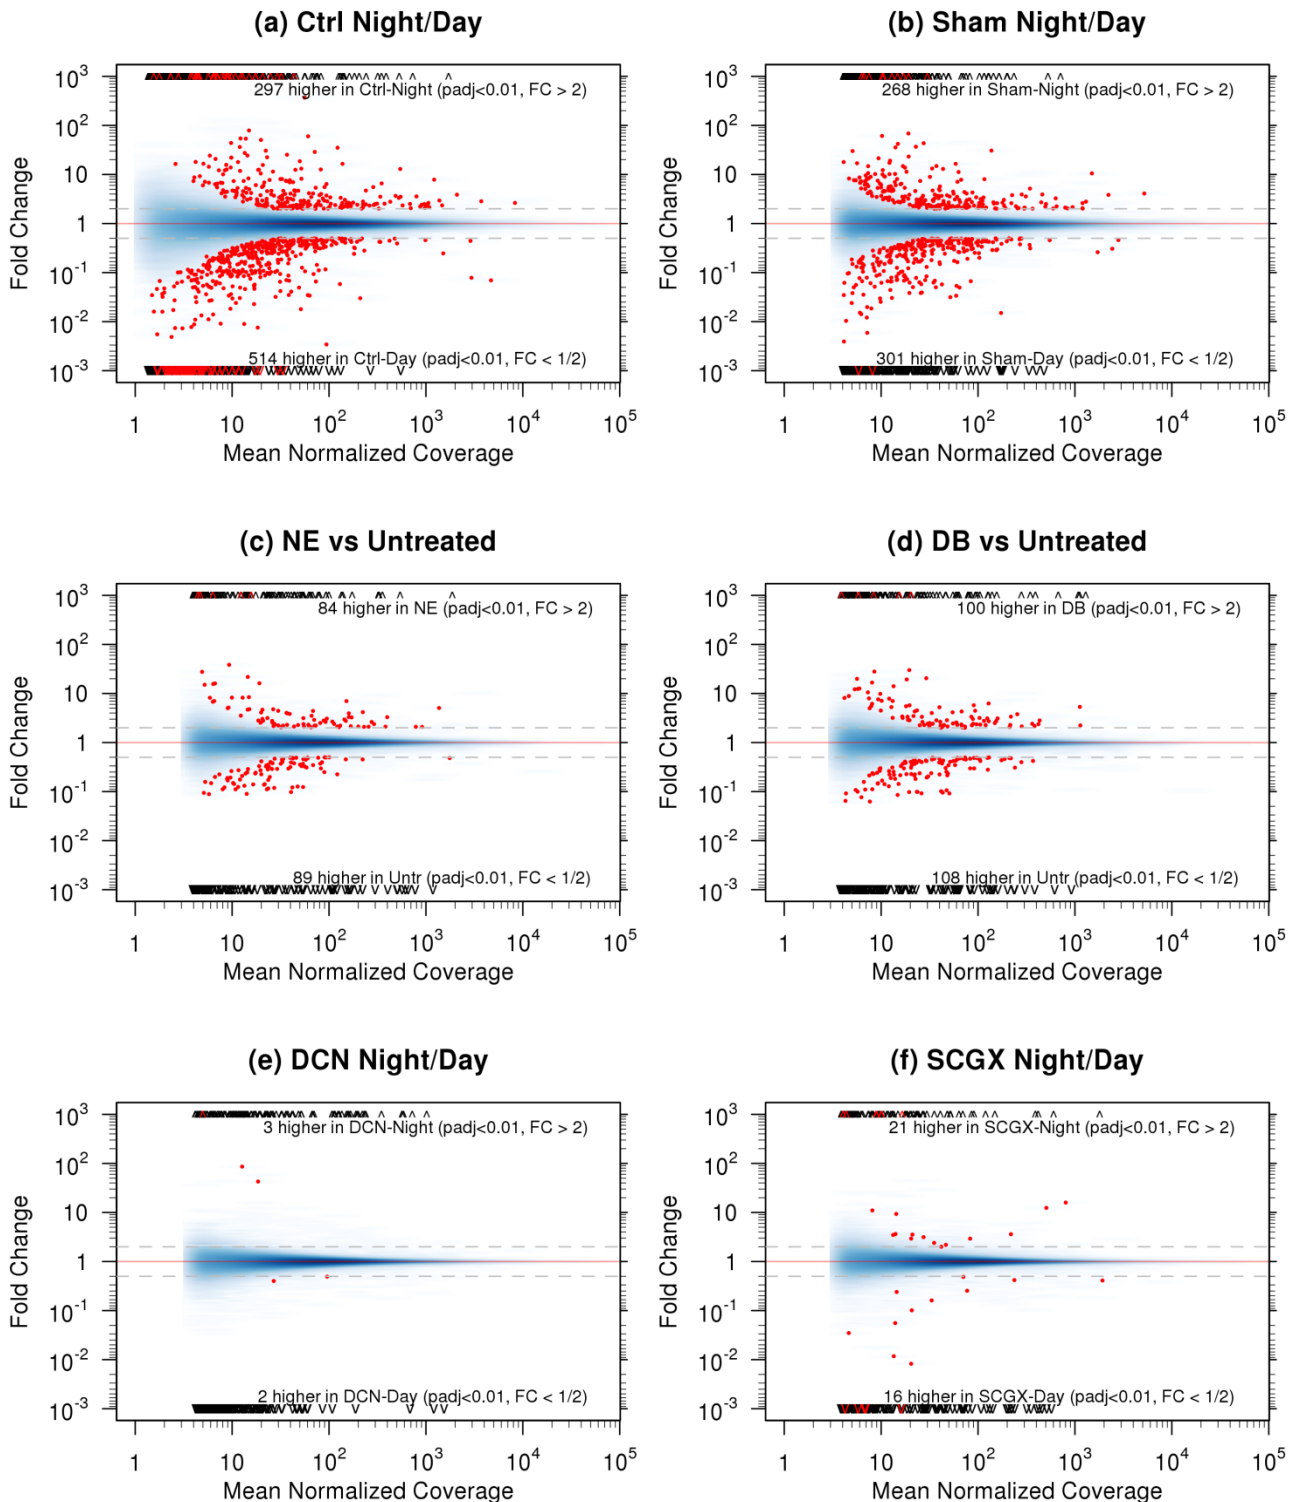 (a) Ctrl Night/Day
10³
297 higher in Ctrl-Night (padj<0.01, FC > 2)
10²
10
1
10⁻¹
10⁻²
514 higher in Ctrl-Day (padj<0.01, FC < 1/2)
10⁻³
Fold Change
1 10 10² 10³ 10⁴ 10⁵
Mean Normalized Coverage
(b) Sham Night/Day
10³
268 higher in Sham-Night (padj<0.01, FC > 2)
10²
10
1
10⁻¹
10⁻²
301 higher in Sham-Day (padj<0.01, FC < 1/2)
10⁻³
Fold Change
1 10 10² 10³ 10⁴ 10⁵
Mean Normalized Coverage
(c) NE vs Untreated
10³
84 higher in NE (padj<0.01, FC > 2)
10²
10
1
10⁻¹
10⁻²
89 higher in Untr (padj<0.01, FC < 1/2)
10⁻³
Fold Change
1 10 10² 10³ 10⁴ 10⁵
Mean Normalized Coverage
(d) DB vs Untreated
10³
100 higher in DB (padj<0.01, FC > 2)
10²
10
1
10⁻¹
10⁻²
108 higher in Untr (padj<0.01, FC < 1/2)
10⁻³
Fold Change
1 10 10² 10³ 10⁴ 10⁵
Mean Normalized Coverage
(e) DCN Night/Day
10³
3 higher in DCN-Night (padj<0.01, FC > 2)
10²
10
1
10⁻¹
10⁻²
2 higher in DCN-Day (padj<0.01, FC < 1/2)
10⁻³
Fold Change
1 10 10² 10³ 10⁴ 10⁵
Mean Normalized Coverage
(f) SCGX Night/Day
10³
21 higher in SCGX-Night (padj<0.01, FC > 2)
10²
10
1
10⁻¹
10⁻²
16 higher in SCGX-Day (padj<0.01, FC < 1/2)
10⁻³
Fold Change
1 10 10² 10³ 10⁴ 10⁵
Mean Normalized Coverage